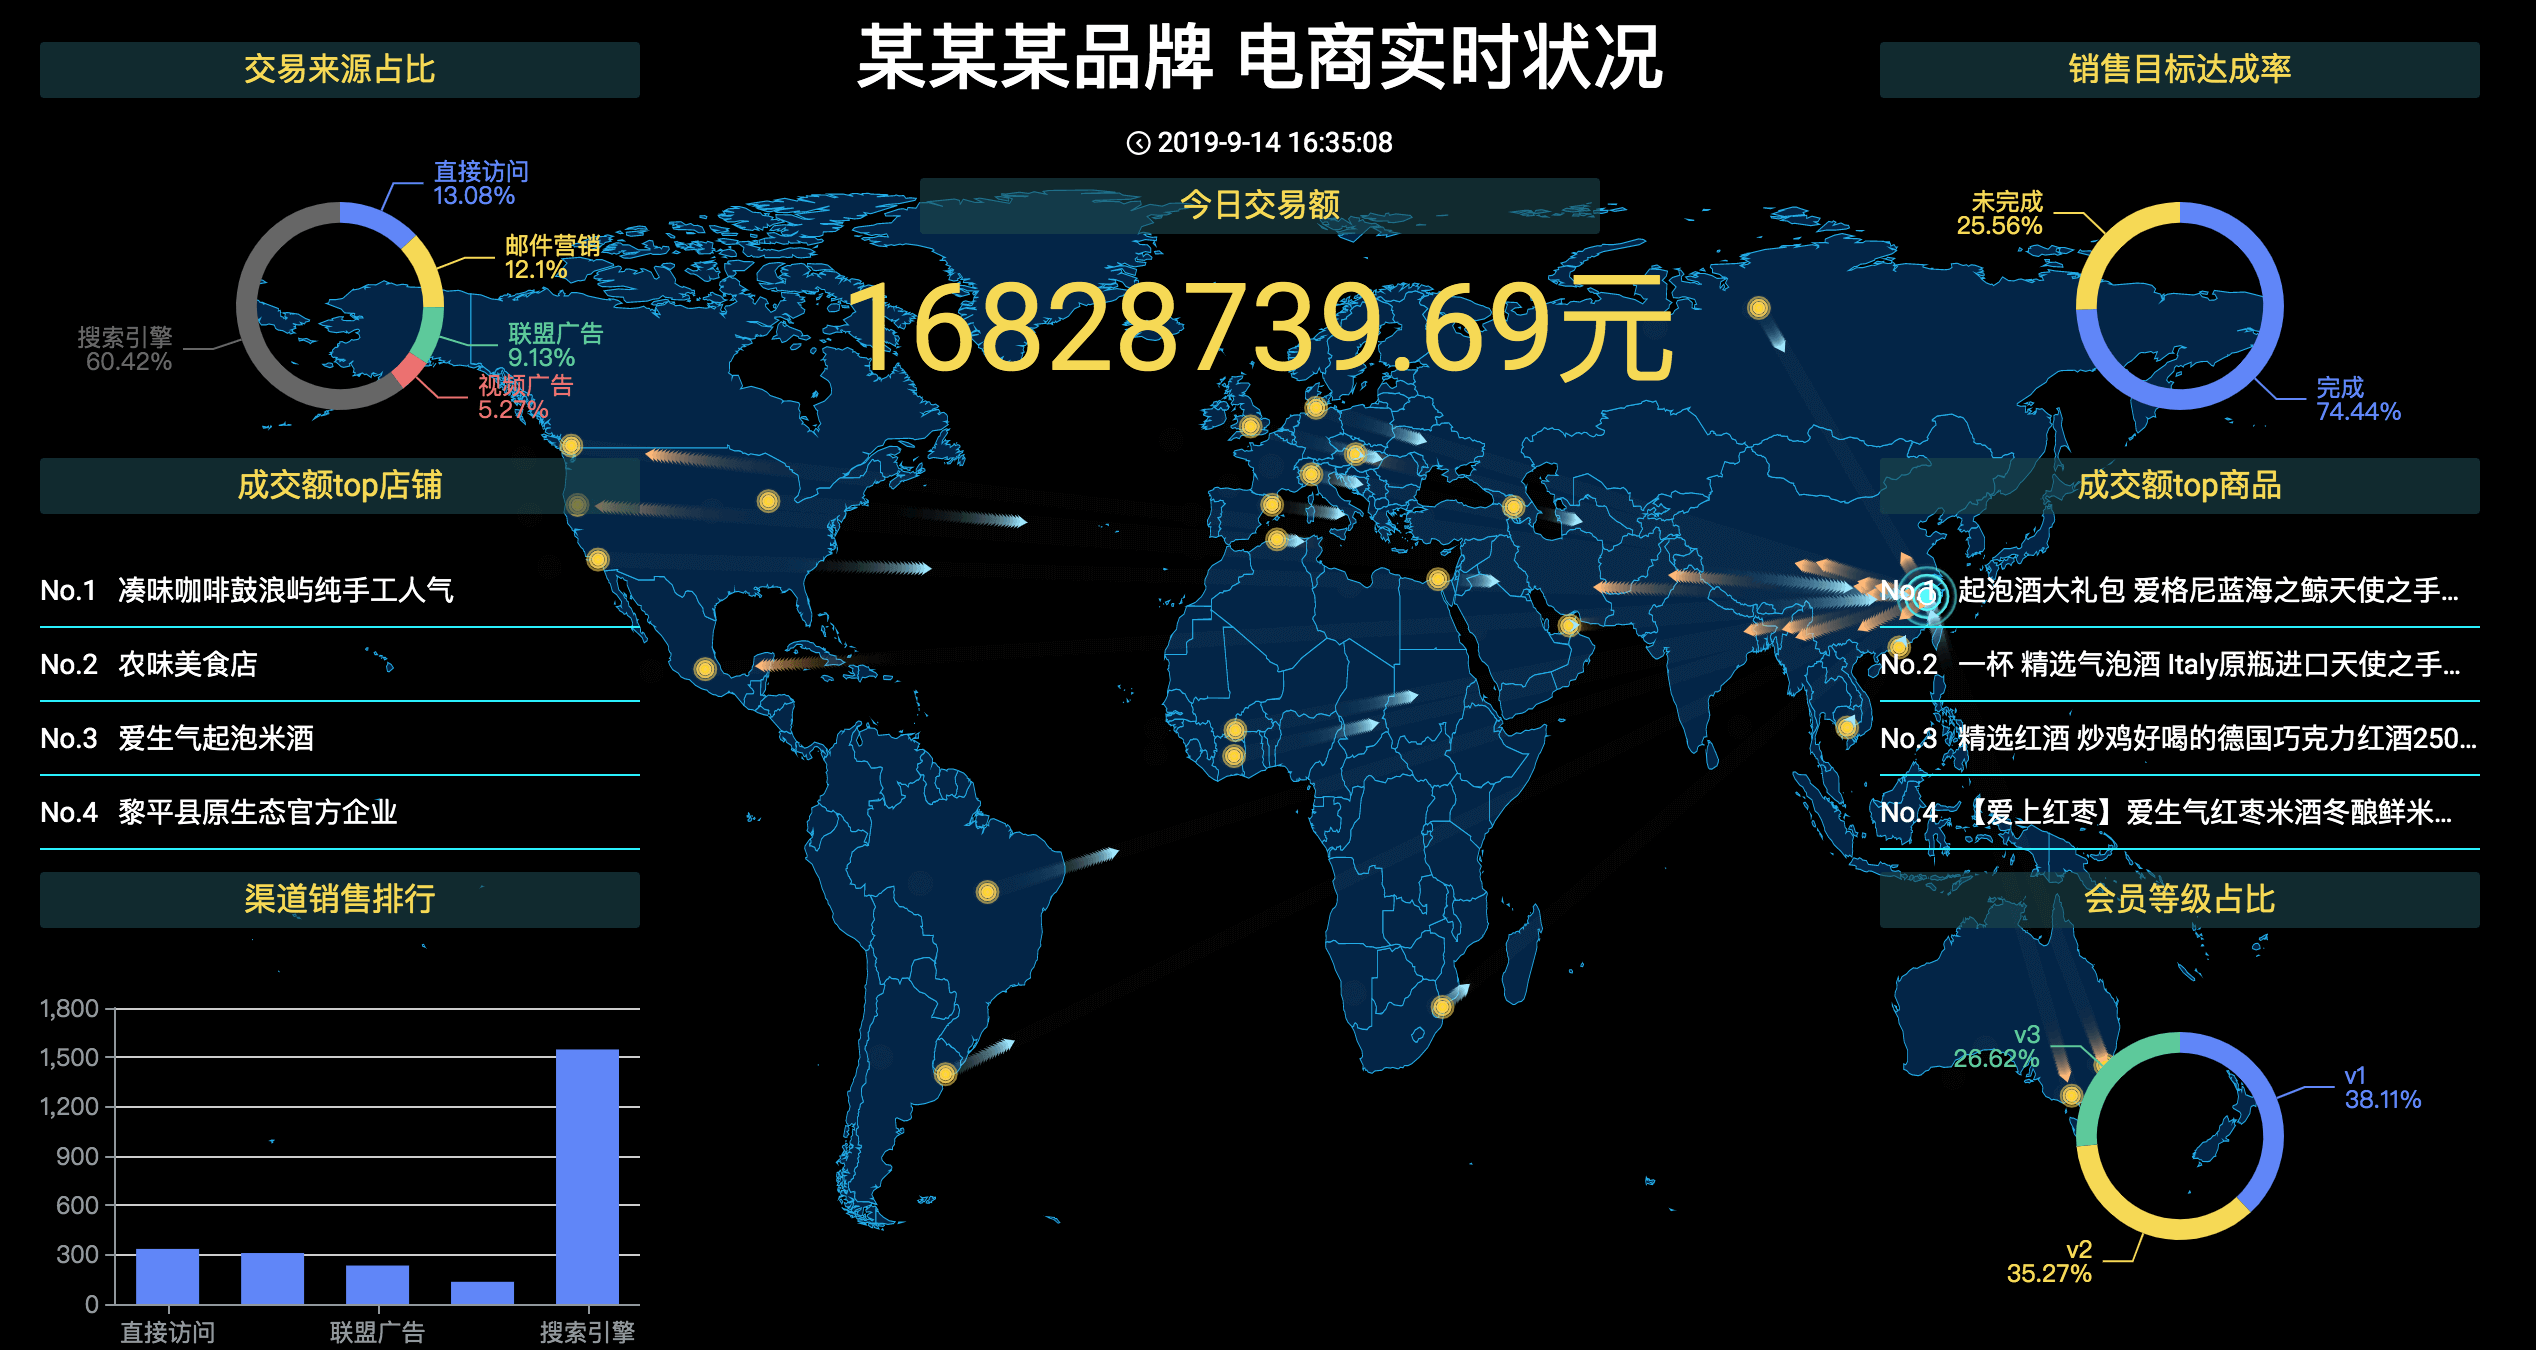 某某某品牌 电商实时状况
2019-9-14 16:35:08
今日交易额
16828739.69元
交易来源占比
直接访问
13.08%
邮件营销
12.1%
联盟广告
9.13%
视频广告
5.27%
搜索引擎
60.42%
成交额top店铺
No.1 凑味咖啡鼓浪屿纯手工人气
No.2 农味美食店
No.3 爱生气起泡米酒
No.4 黎平县原生态官方企业
渠道销售排行
1,800
1,500
1,200
900
600
300
0
直接访问
联盟广告
搜索引擎
销售目标达成率
未完成
25.56%
完成
74.44%
成交额top商品
No.1 起泡酒大礼包 爱格尼蓝海之鲸天使之手...
No.2 一杯 精选气泡酒 Italy原瓶进口天使之手...
No.3 精选红酒 炒鸡好喝的德国巧克力红酒250...
No.4 【爱上红枣】爱生气红枣米酒冬酿鲜米...
会员等级占比
v3
26.62%
v1
38.11%
v2
35.27%